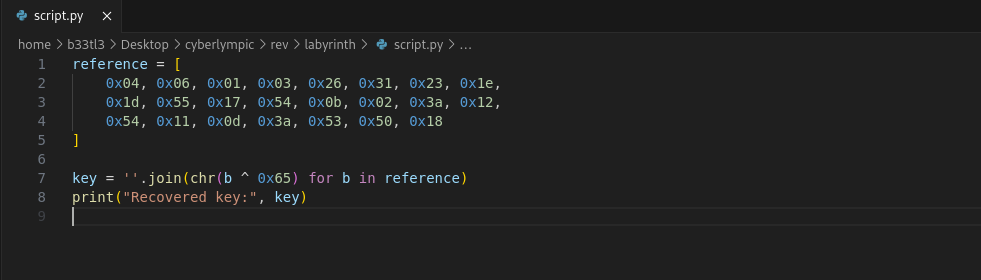 script.py ×
home > b33tl3 > Desktop > cyberlympic > rev > labyrinth > script.py > ...
1 reference = [
2     0x04, 0x06, 0x01, 0x03, 0x26, 0x31, 0x23, 0x1e,
3     0x1d, 0x55, 0x17, 0x54, 0x0b, 0x02, 0x3a, 0x12,
4     0x54, 0x11, 0x0d, 0x3a, 0x53, 0x50, 0x18
5 ]
6
7 key = ''.join(chr(b ^ 0x65) for b in reference)
8 print("Recovered key:", key)
9